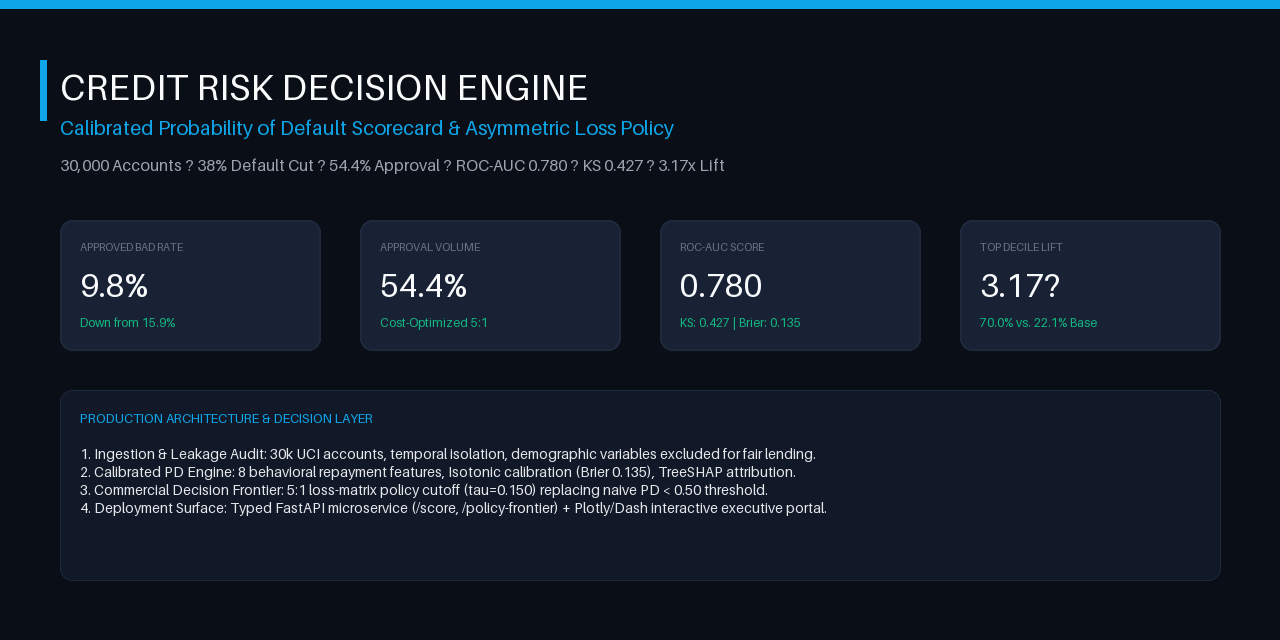 CREDIT RISK DECISION ENGINE
Calibrated Probability of Default Scorecard & Asymmetric Loss Policy
30,000 Accounts ? 38% Default Cut ? 54.4% Approval ? ROC-AUC 0.780 ? KS 0.427 ? 3.17x Lift
APPROVED BAD RATE
9.8%
Down from 15.9%
APPROVAL VOLUME
54.4%
Cost-Optimized 5:1
ROC-AUC SCORE
0.780
KS: 0.427 | Brier: 0.135
TOP DECILE LIFT
3.17?
70.0% vs. 22.1% Base
PRODUCTION ARCHITECTURE & DECISION LAYER
1. Ingestion & Leakage Audit: 30k UCI accounts, temporal isolation, demographic variables excluded for fair lending.
2. Calibrated PD Engine: 8 behavioral repayment features, Isotonic calibration (Brier 0.135), TreeSHAP attribution.
3. Commercial Decision Frontier: 5:1 loss-matrix policy cutoff (tau=0.150) replacing naive PD < 0.50 threshold.
4. Deployment Surface: Typed FastAPI microservice (/score, /policy-frontier) + Plotly/Dash interactive executive portal.